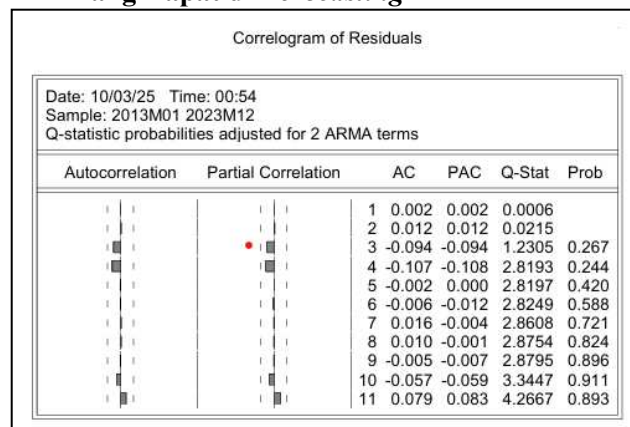 Correlogram of Residuals
Date: 10/03/25 Time: 00:54
Sample: 2013M01 2023M12
Q-statistic probabilities adjusted for 2 ARMA terms
Autocorrelation Partial Correlation AC PAC Q-Stat Prob
1 0.002 0.002 0.0006
2 0.012 0.012 0.0215
3 -0.094 -0.094 1.2305 0.267
4 -0.107 -0.108 2.8193 0.244
5 -0.002 0.000 2.8197 0.420
6 -0.006 -0.012 2.8249 0.588
7 0.016 -0.004 2.8608 0.721
8 0.010 -0.001 2.8754 0.824
9 -0.005 -0.007 2.8795 0.896
10 -0.057 -0.059 3.3447 0.911
11 0.079 0.083 4.2667 0.893